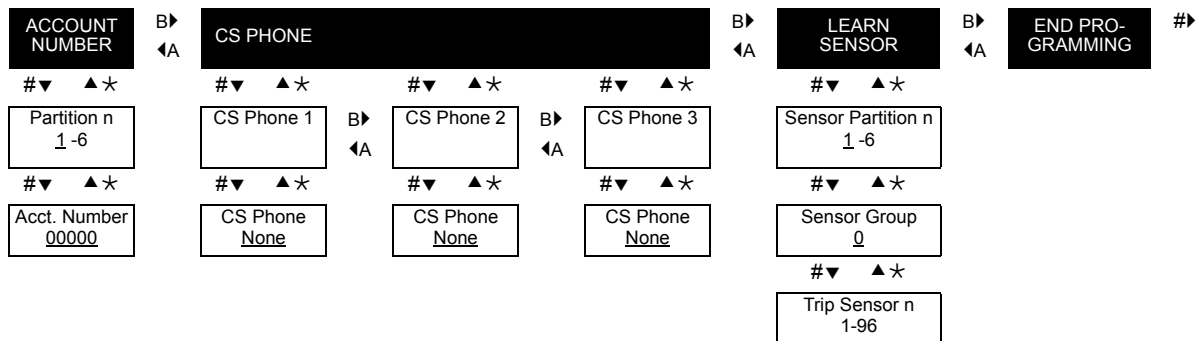 ACCOUNT NUMBER B▶ ◀A CS PHONE B▶ ◀A LEARN SENSOR B▶ ◀A END PRO-GRAMMING #▶
#▼ ▲* #▼ ▲* #▼ ▲* #▼ ▲* #▼ ▲*
Partition n CS Phone 1 B▶ CS Phone 2 B▶ CS Phone 3 Sensor Partition n
1 -6 ◀A ◀A 1 -6
#▼ ▲* #▼ ▲* #▼ ▲* #▼ ▲* #▼ ▲*
Acct. Number CS Phone CS Phone CS Phone Sensor Group
00000 None None None 0
#▼ ▲*
Trip Sensor n
1-96